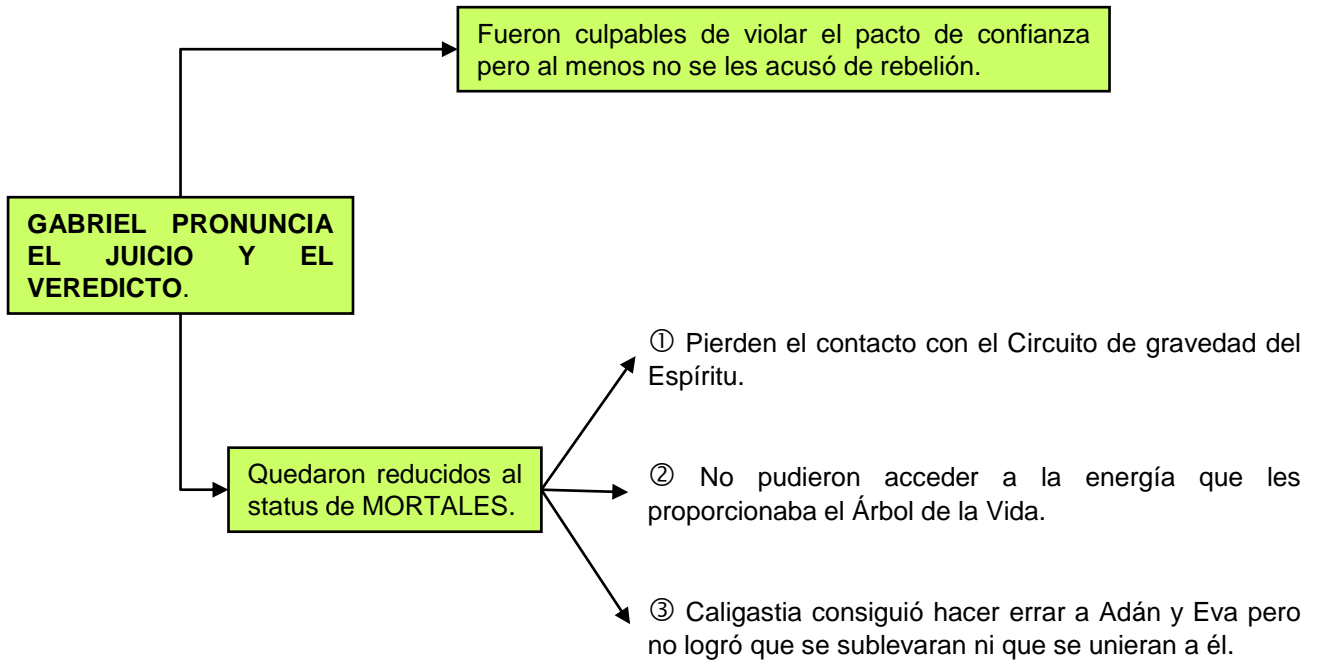 Fueron culpables de violar el pacto de confianza
pero al menos no se les acusó de rebelión.
GABRIEL PRONUNCIA
EL JUICIO Y EL
VEREDICTO.
① Pierden el contacto con el Circuito de gravedad del
Espíritu.
Quedaron reducidos al
status de MORTALES.
② No pudieron acceder a la energía que les
proporcionaba el Árbol de la Vida.
③ Caligastia consiguió hacer errar a Adán y Eva pero
no logró que se sublevaran ni que se unieran a él.